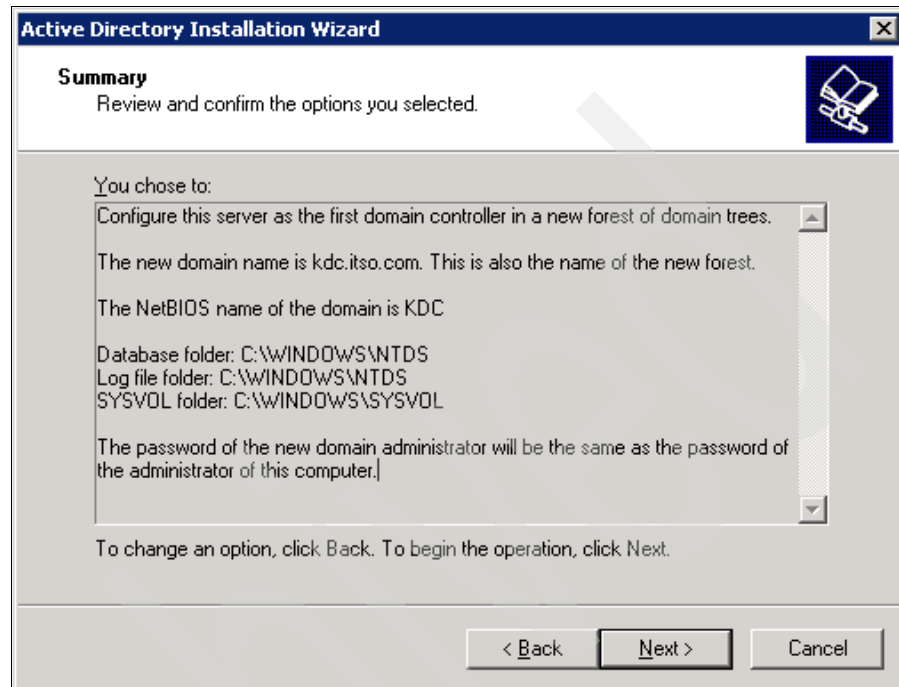 Active Directory Installation Wizard
Summary
Review and confirm the options you selected.
You chose to:
Configure this server as the first domain controller in a new forest of domain trees.
The new domain name is kdc.itso.com. This is also the name of the new forest.
The NetBIOS name of the domain is KDC
Database folder: C:\WINDOWS\NTDS
Log file folder: C:\WINDOWS\NTDS
SYSVOL folder: C:\WINDOWS\SYSVOL
The password of the new domain administrator will be the same as the password of
the administrator of this computer.
To change an option, click Back. To begin the operation, click Next.
< Back Next > Cancel